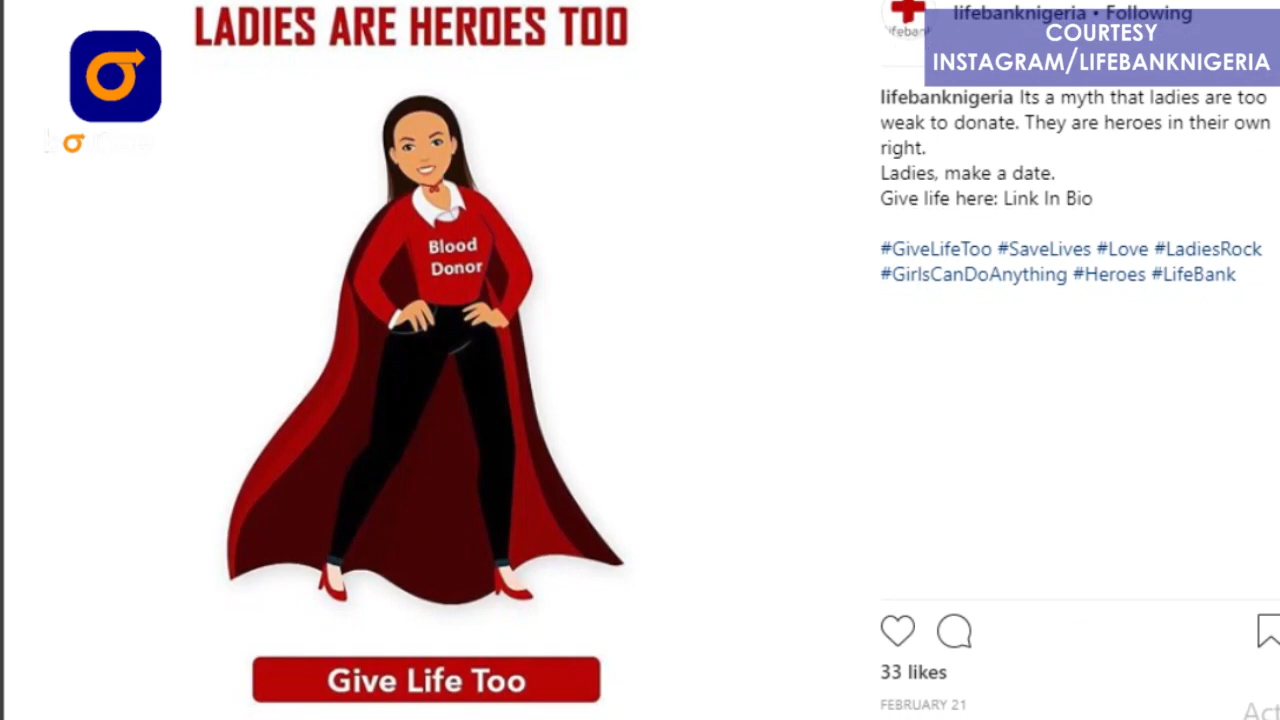 LADIES ARE HEROES TOO
Blood
Donor
Give Life Too
lifebanknigeria • Following
COURTESY
INSTAGRAM/LIFEBANKNIGERIA
lifebanknigeria Its a myth that ladies are too
weak to donate. They are heroes in their own
right.
Ladies, make a date.
Give life here: Link In Bio
#GiveLifeToo #SaveLives #Love #LadiesRock
#GirlsCanDoAnything #Heroes #LifeBank
33 likes
FEBRUARY 21